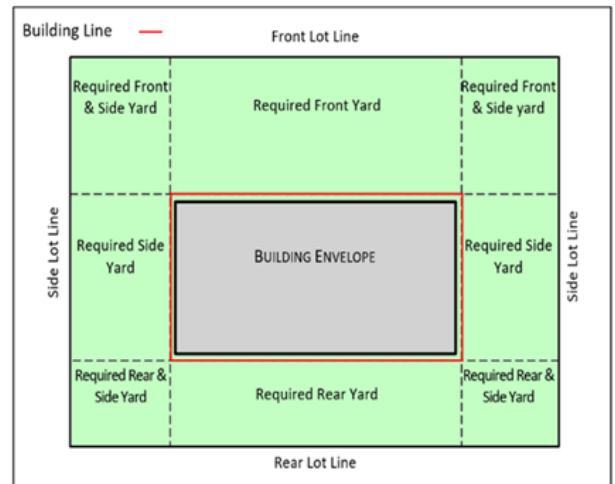 Building Line
Front Lot Line
Required Front
& Side Yard
Required Front Yard
Required Front
& Side yard
Side Lot Line
Required Side
Yard
BUILDING ENVELOPE
Required Side
Yard
Side Lot Line
Required Rear &
Side Yard
Required Rear Yard
Required Rear &
Side Yard
Rear Lot Line